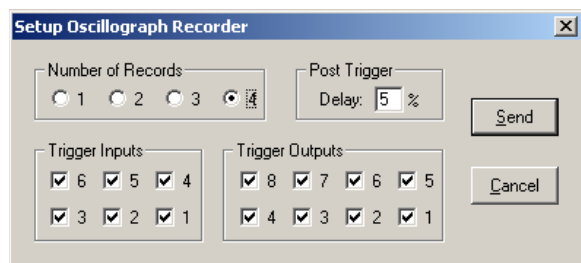 Setup Oscillograph Recorder
Number of Records
1 2 3 4
Post Trigger
Delay: 5 %
Send
Trigger Inputs
6 5 4
3 2 1
Trigger Outputs
8 7 6 5
4 3 2 1
Cancel